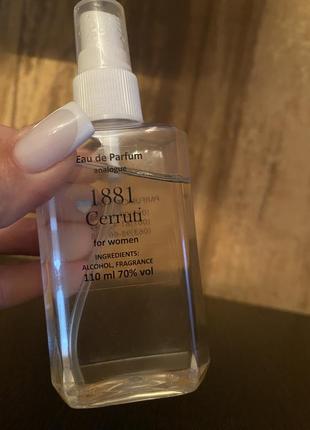 Eau de Parfum
analogue
1881
Cerruti
for women
INGREDIENTS:
ALCOHOL, FRAGRANCE
110 ml 70% vol